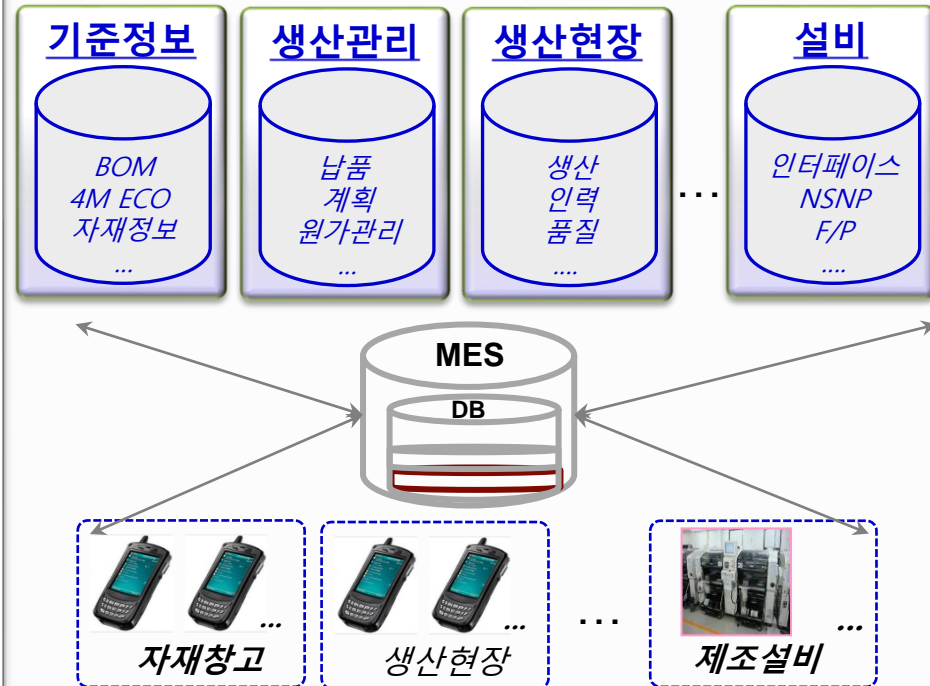 기준정보
BOM
4M ECO
자재정보
...
생산관리
납품
계획
원가관리
...
생산현장
생산
인력
품질
....
...
설비
인터페이스
NSNP
F/P
....
MES
DB
...
자재창고
...
생산현장
...
...
제조설비